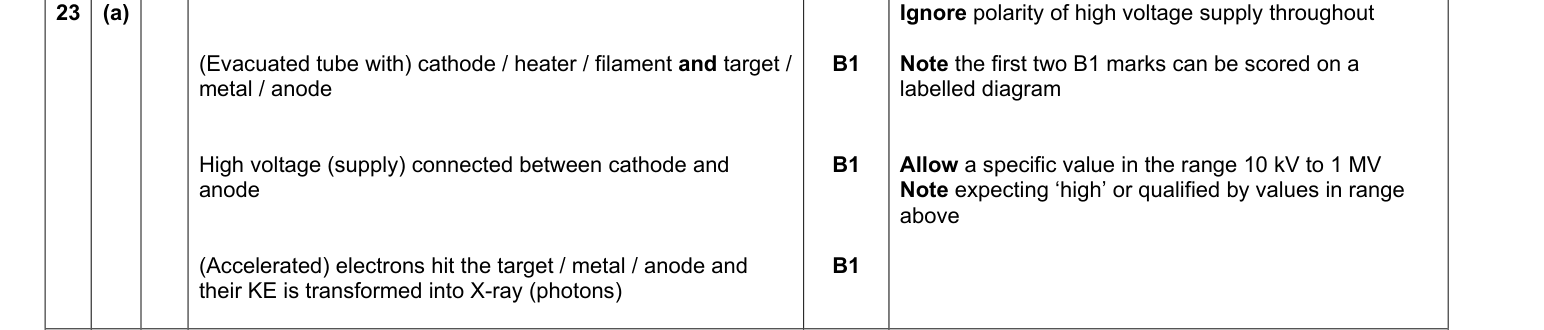 23 (a) Ignore polarity of high voltage supply throughout
(Evacuated tube with) cathode / heater / filament and target / B1 Note the first two B1 marks can be scored on a
metal / anode labelled diagram
High voltage (supply) connected between cathode and B1 Allow a specific value in the range 10 kV to 1 MV
anode Note expecting ‘high’ or qualified by values in range
above
(Accelerated) electrons hit the target / metal / anode and B1
their KE is transformed into X-ray (photons)